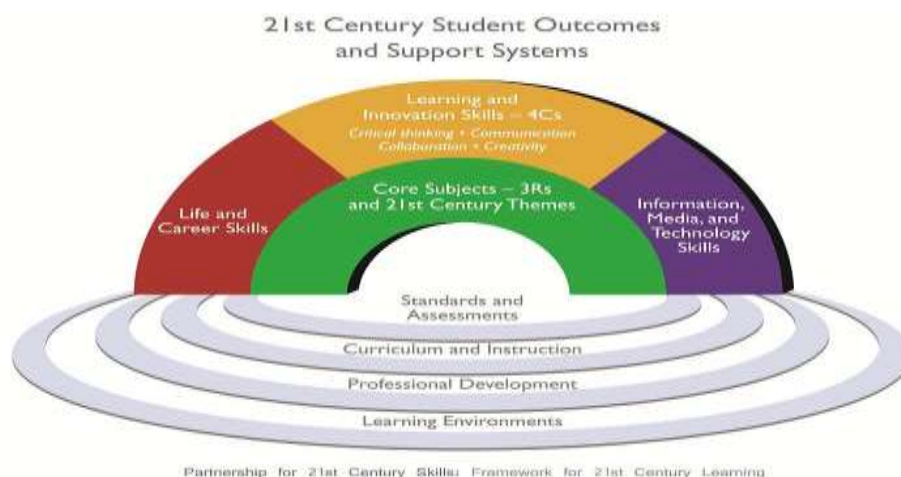 21st Century Student Outcomes
and Support Systems
Learning and
Innovation Skills – 4Cs
Critical thinking • Communication
Collaboration • Creativity
Core Subjects – 3Rs
and 21st Century Themes
Life and
Career Skills
Information,
Media, and
Technology
Skills
Standards and
Assessments
Curriculum and Instruction
Professional Development
Learning Environments
Partnership for 21st Century Skills: Framework for 21st Century Learning